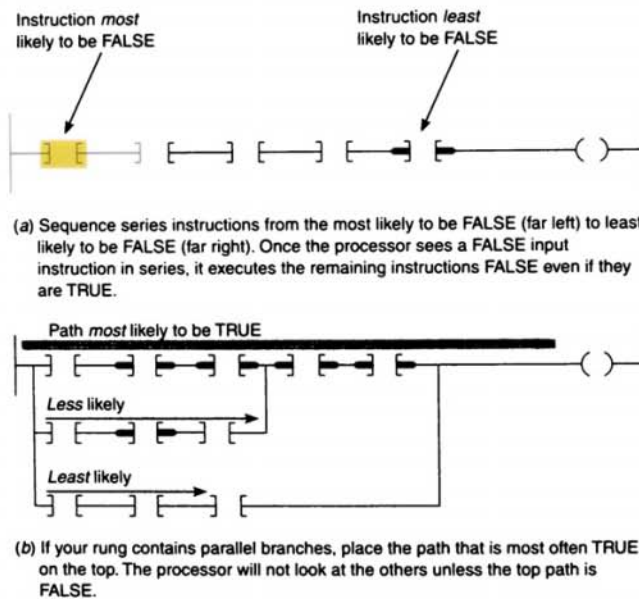 Instruction most
likely to be FALSE
Instruction least
likely to be FALSE
(a) Sequence series instructions from the most likely to be FALSE (far left) to least
likely to be FALSE (far right). Once the processor sees a FALSE input
instruction in series, it executes the remaining instructions FALSE even if they
are TRUE.
Path most likely to be TRUE
Less likely
Least likely
(b) If your rung contains parallel branches, place the path that is most often TRUE
on the top. The processor will not look at the others unless the top path is
FALSE.